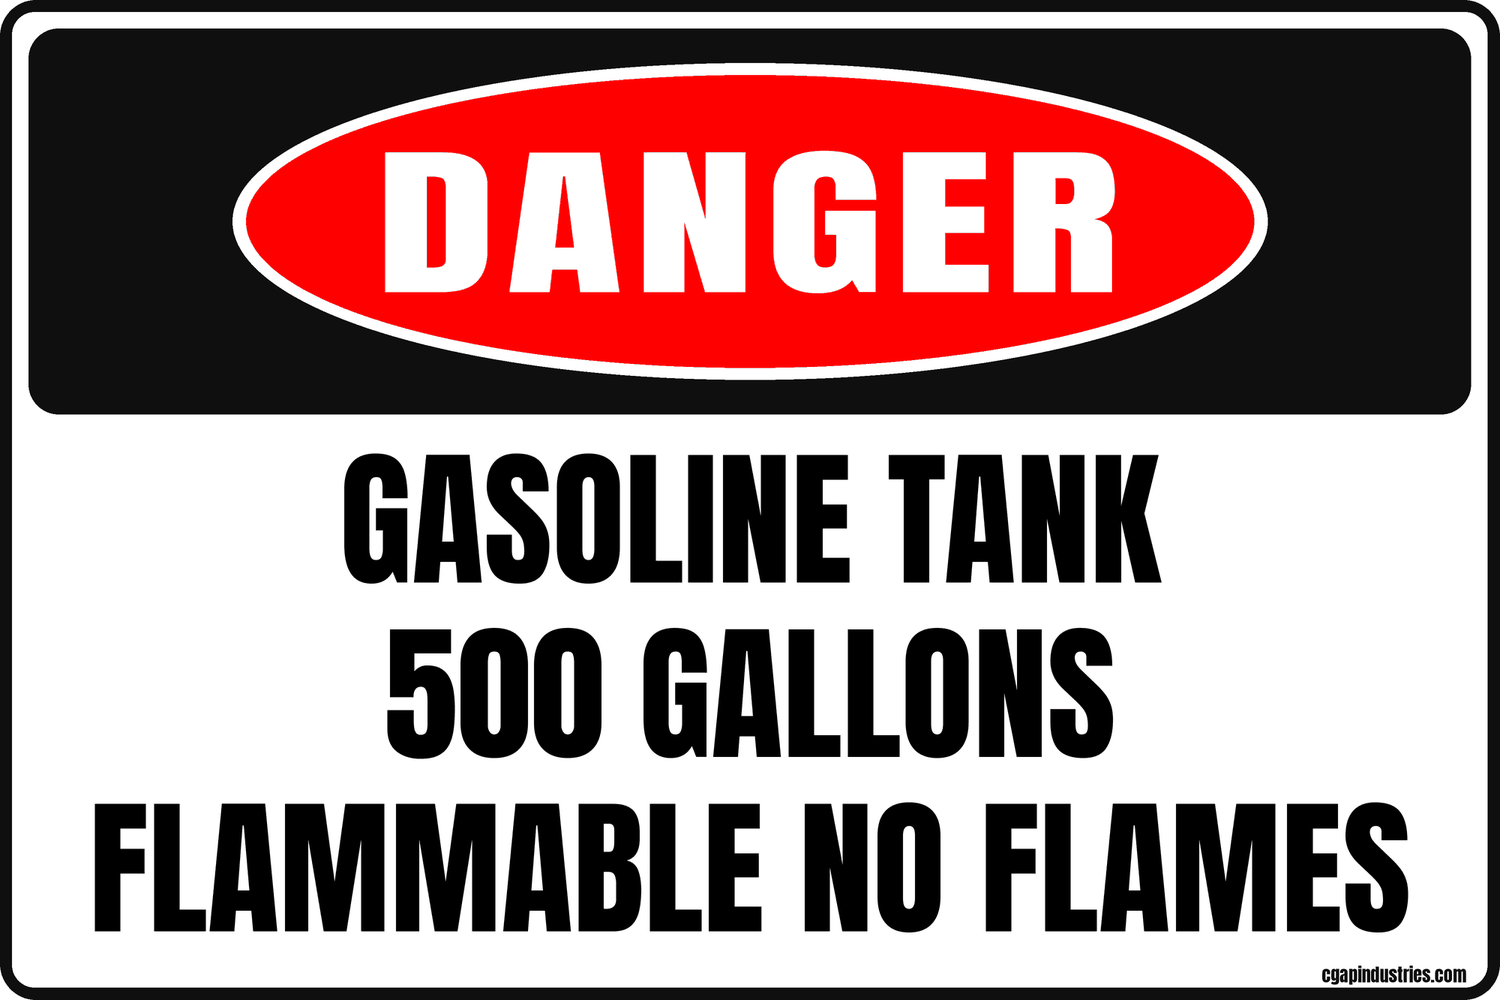 DANGER
GASOLINE TANK
500 GALLONS
FLAMMABLE NO FLAMES
cgapindustries.com